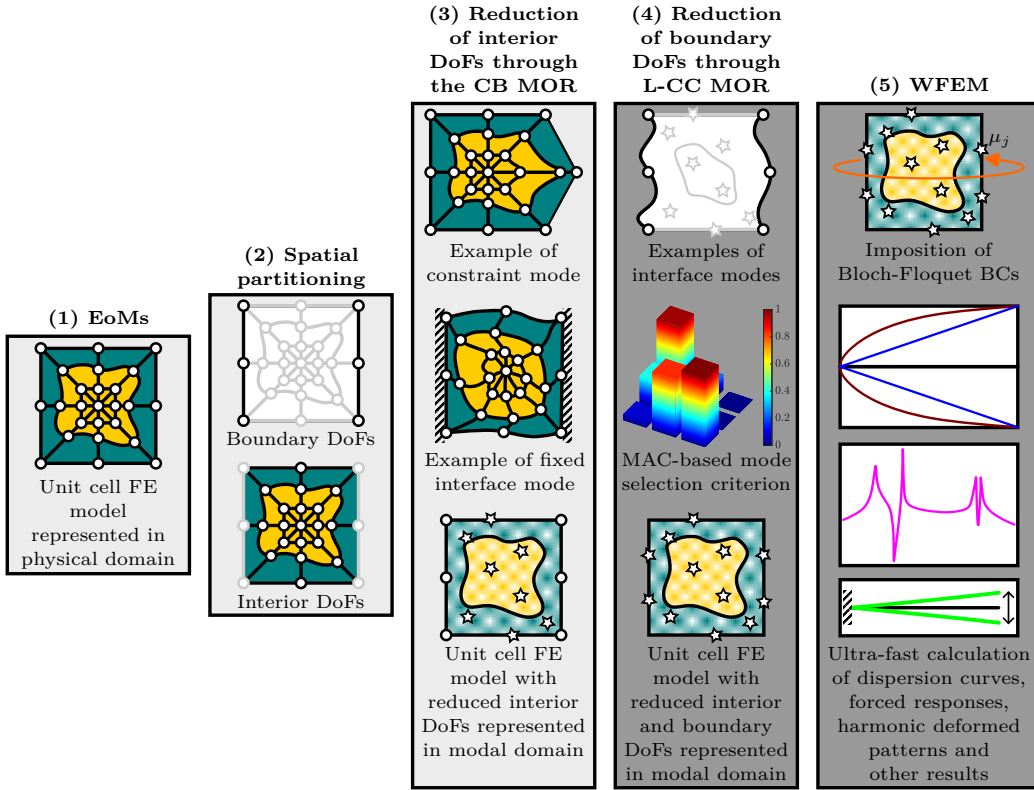 (1) EoMs
Unit cell FE
model
represented in
physical domain
(2) Spatial
partitioning
Boundary DoFs
Interior DoFs
(3) Reduction
of interior
DoFs through
the CB MOR
Example of
constraint mode
Example of fixed
interface mode
Unit cell FE
model with
reduced interior
DoFs represented
in modal domain
(4) Reduction
of boundary
DoFs through
L-CC MOR
Examples of
interface modes
1
0.8
0.6
0.4
0.2
0
MAC-based mode
selection criterion
Unit cell FE
model with
reduced interior
and boundary
DoFs represented
in modal domain
(5) WFEM
μj
Imposition of
Bloch-Floquet BCs
Ultra-fast calculation
of dispersion curves,
forced responses,
harmonic deformed
patterns and
other results